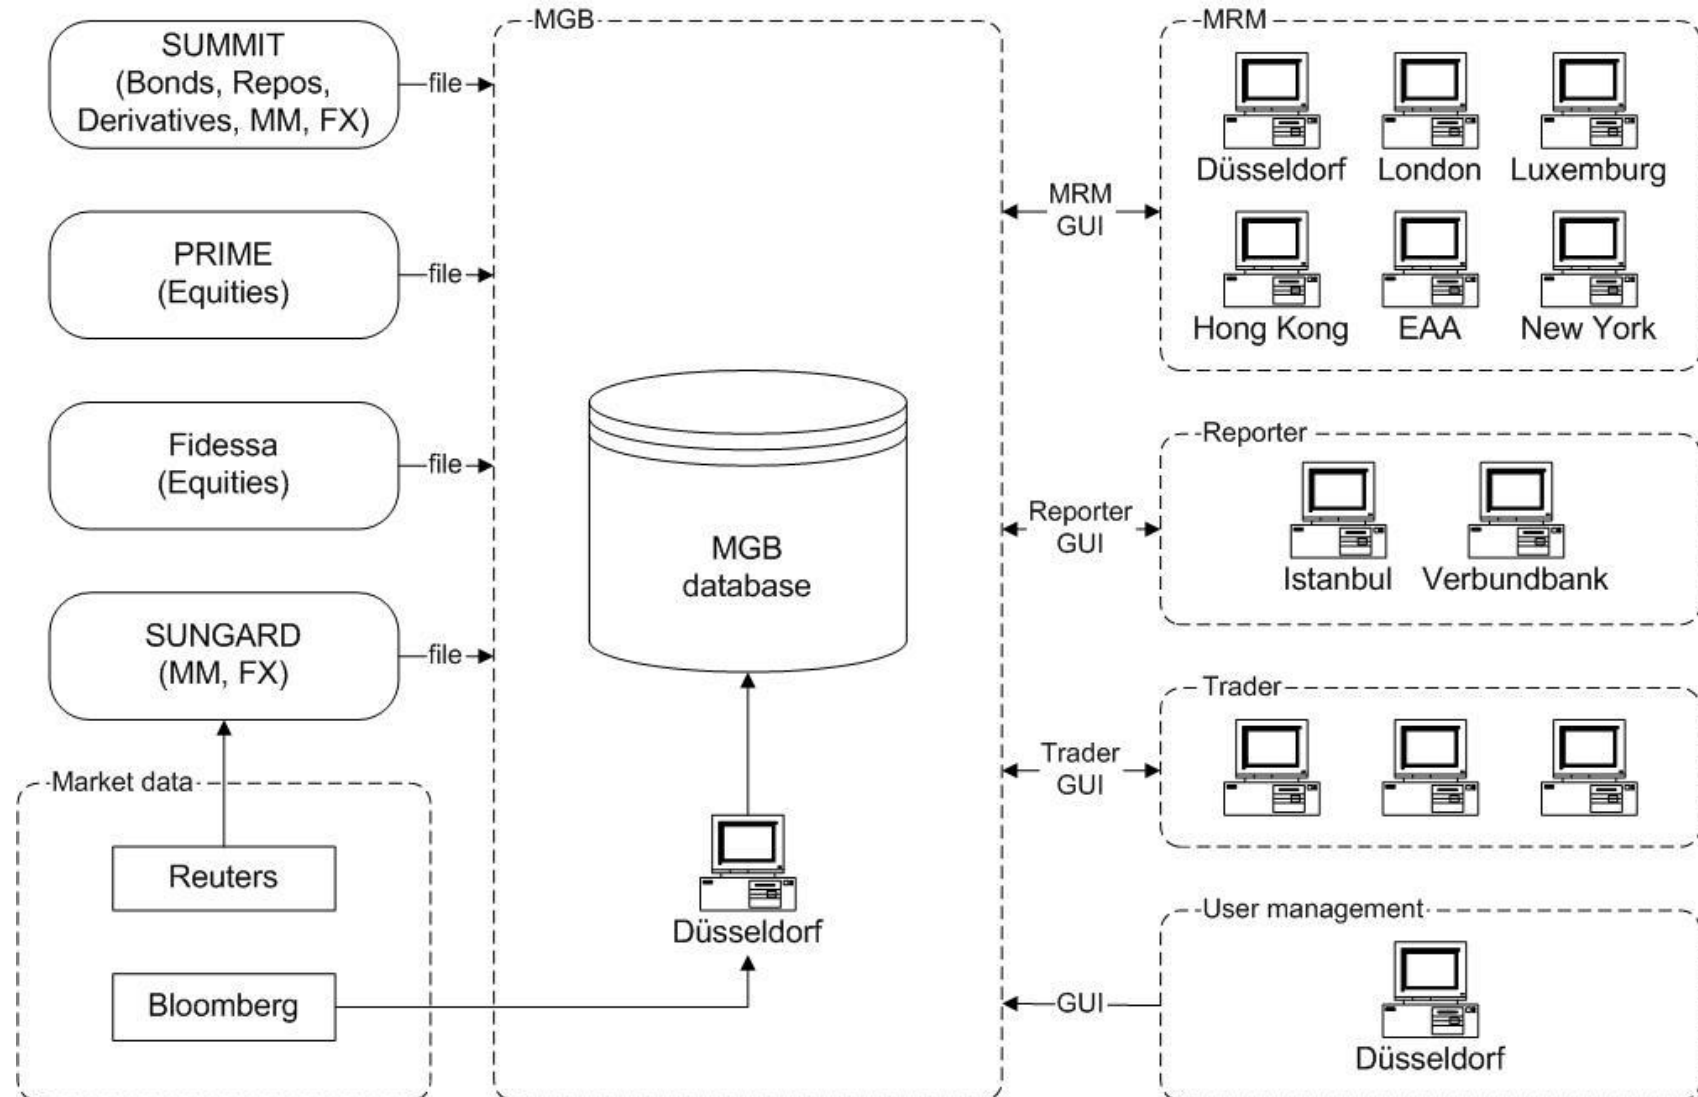 SUMMIT
(Bonds, Repos,
Derivatives, MM, FX)
file
PRIME
(Equities)
file
Fidessa
(Equities)
file
SUNGARD
(MM, FX)
file
Market data
Reuters
Bloomberg
MGB
MGB
database
Düsseldorf
MRM
GUI
Reporter
GUI
Trader
GUI
GUI
MRM
Düsseldorf
London
Luxemburg
Hong Kong
EAA
New York
Reporter
Istanbul
Verbundbank
Trader
User management
Düsseldorf